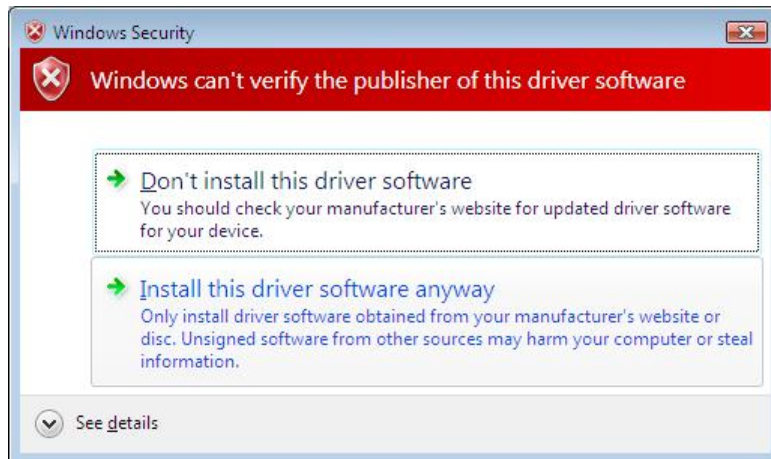 Windows Security
Windows can't verify the publisher of this driver software
Don't install this driver software
You should check your manufacturer's website for updated driver software
for your device.
Install this driver software anyway
Only install driver software obtained from your manufacturer's website or
disc. Unsigned software from other sources may harm your computer or steal
information.
See details